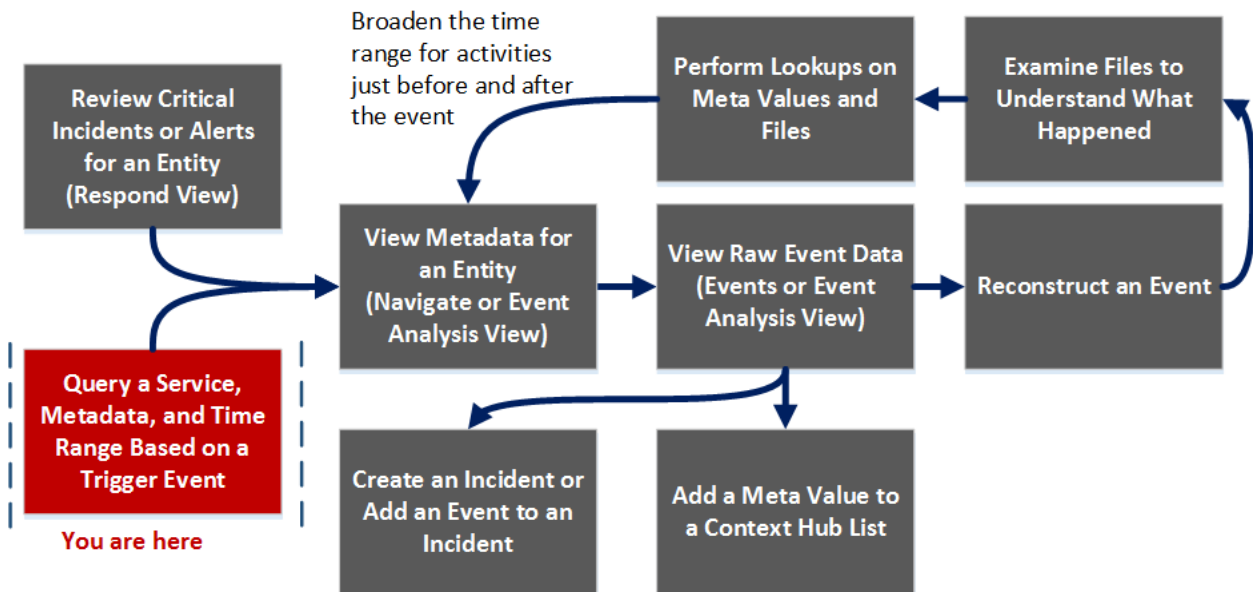 Broaden the time
range for activities
just before and after
the event
Review Critical
Incidents or Alerts
for an Entity
(Respond View)
Perform Lookups on
Meta Values and
Files
Examine Files to
Understand What
Happened
View Metadata for
an Entity
(Navigate or Event
Analysis View)
View Raw Event Data
(Events or Event
Analysis View)
Reconstruct an Event
Query a Service,
Metadata, and Time
Range Based on a
Trigger Event
You are here
Create an Incident or
Add an Event to an
Incident
Add a Meta Value to
a Context Hub List